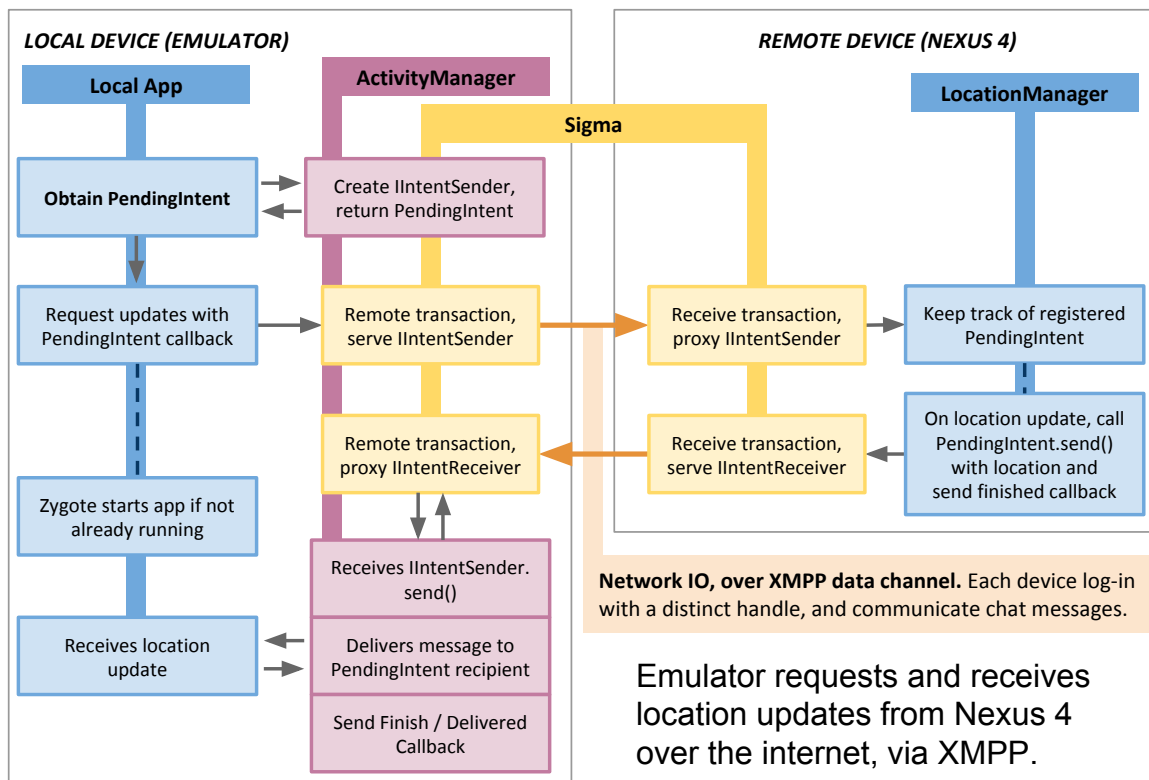 LOCAL DEVICE (EMULATOR)
REMOTE DEVICE (NEXUS 4)
Local App
ActivityManager
LocationManager
Sigma
Obtain PendingIntent
Create IIntentSender,
return PendingIntent
Request updates with
PendingIntent callback
Remote transaction,
serve IIntentSender
Receive transaction,
proxy IIntentSender
Keep track of registered
PendingIntent
Remote transaction,
proxy IIntentReceiver
Receive transaction,
serve IIntentReceiver
On location update, call
PendingIntent.send()
with location and
send finished callback
Zygote starts app if not
already running
Receives IIntentSender.
send()
Network IO, over XMPP data channel. Each device log-in
with a distinct handle, and communicate chat messages.
Receives location
update
Delivers message to
PendingIntent recipient
Send Finish / Delivered
Callback
Emulator requests and receives
location updates from Nexus 4
over the internet, via XMPP.